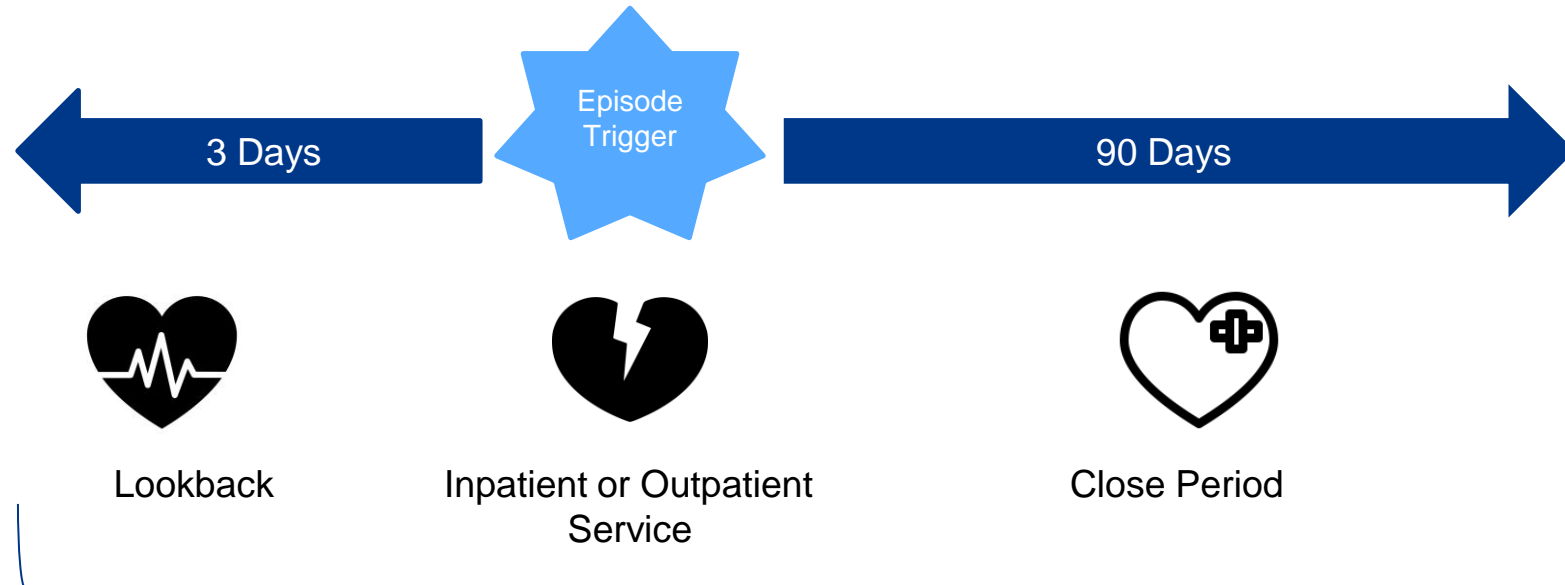 Episode
Trigger
3 Days
90 Days
Lookback
Inpatient or Outpatient
Service
Close Period